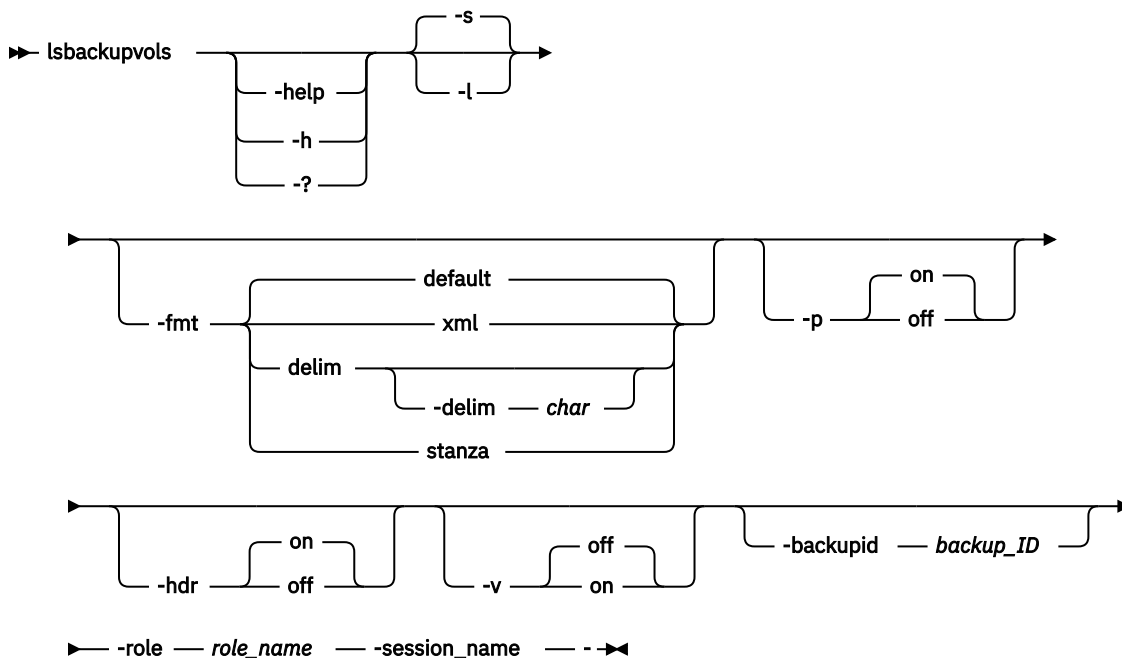 -s
lsbackupvols
-help
-l
-h
-?
default
-fmt xml
on
-p off
delim
-delim char
stanza
on
-hdr off
off
-v on
-backupid backup_ID
-role role_name -session_name -